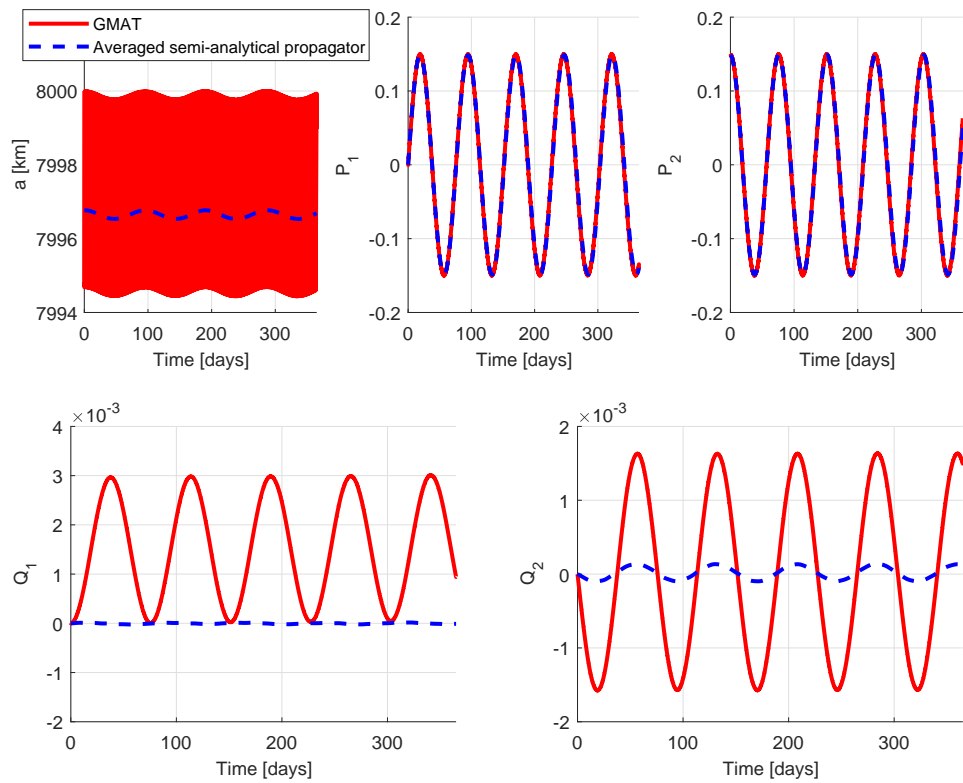 GMAT
Averaged semi-analytical propagator
8000
7998
7996
7994
a [km]
0 100 200 300
Time [days]
0.2
0.1
0
-0.1
-0.2
P1
0 100 200 300
Time [days]
0.2
0.1
0
-0.1
-0.2
P2
0 100 200 300
Time [days]
×10-3
4
3
2
1
0
-1
-2
Q1
0 100 200 300
Time [days]
×10-3
2
1
0
-1
-2
Q2
0 100 200 300
Time [days]